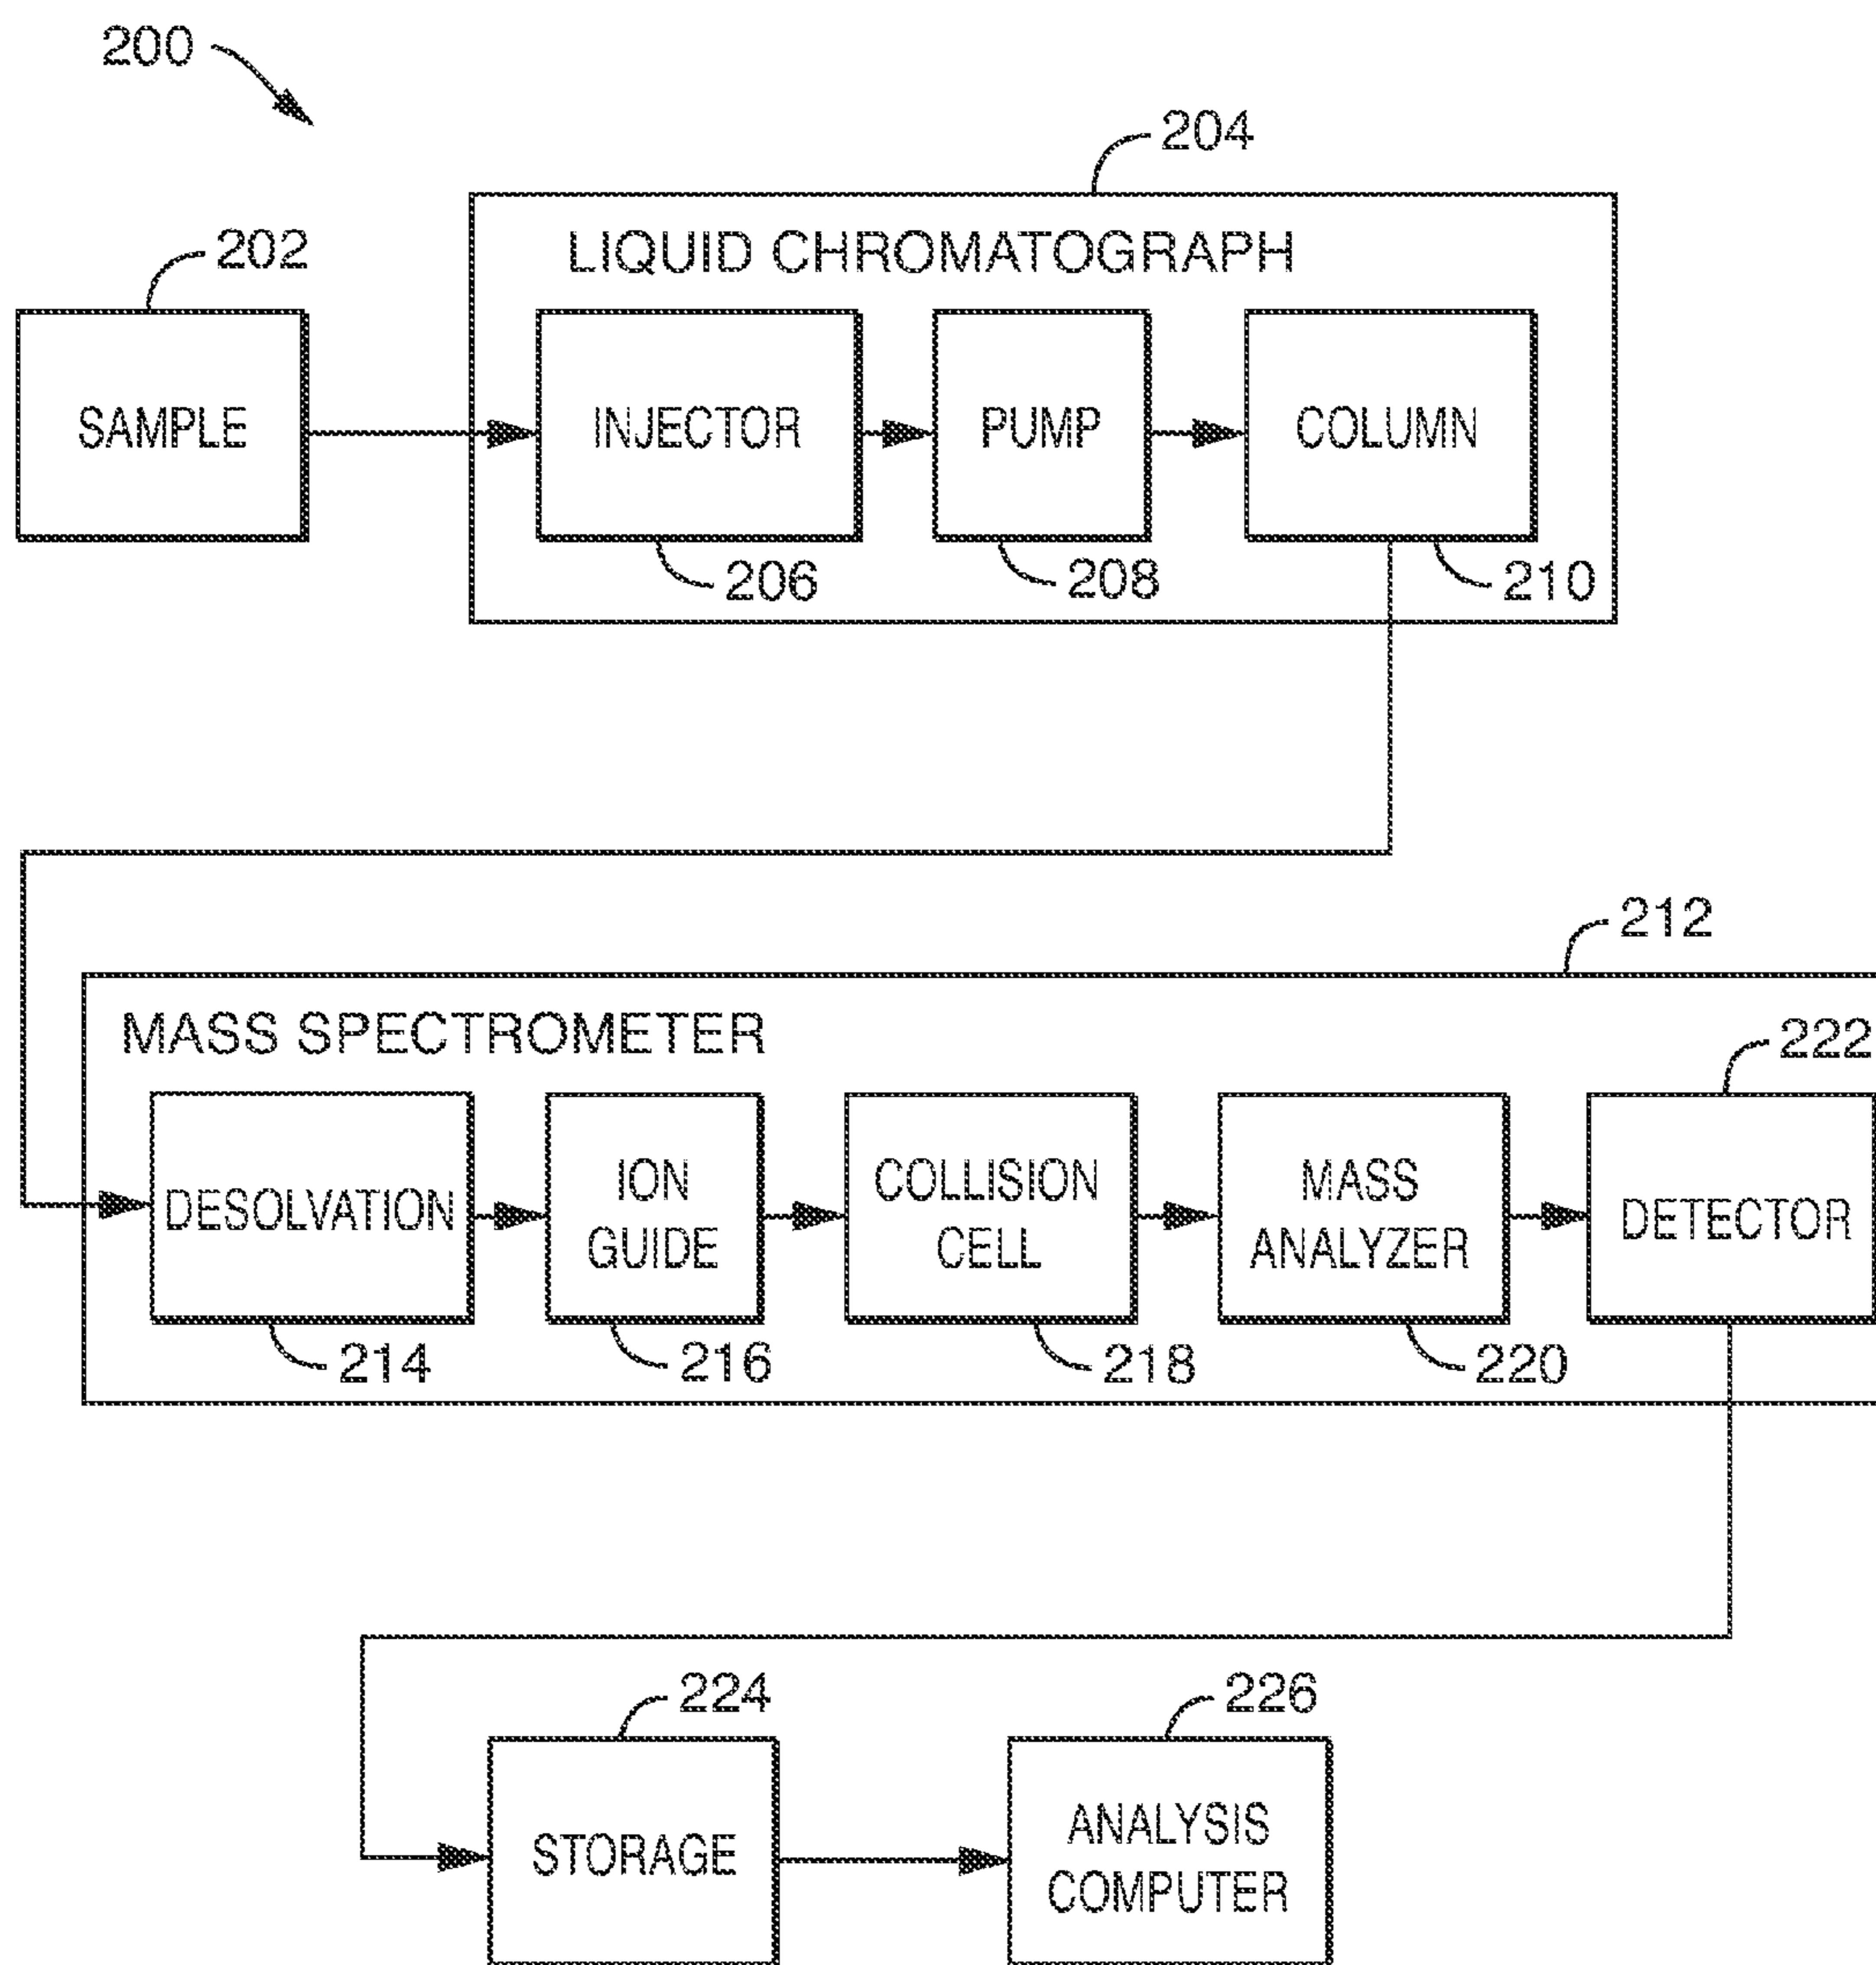 200
204
LIQUID CHROMATOGRAPH
202
SAMPLE
INJECTOR
PUMP
COLUMN
206
208
210
212
MASS SPECTROMETER
222
DESOLVATION
ION
GUIDE
COLLISION
CELL
MASS
ANALYZER
DETECTOR
214
216
218
220
224
226
STORAGE
ANALYSIS
COMPUTER